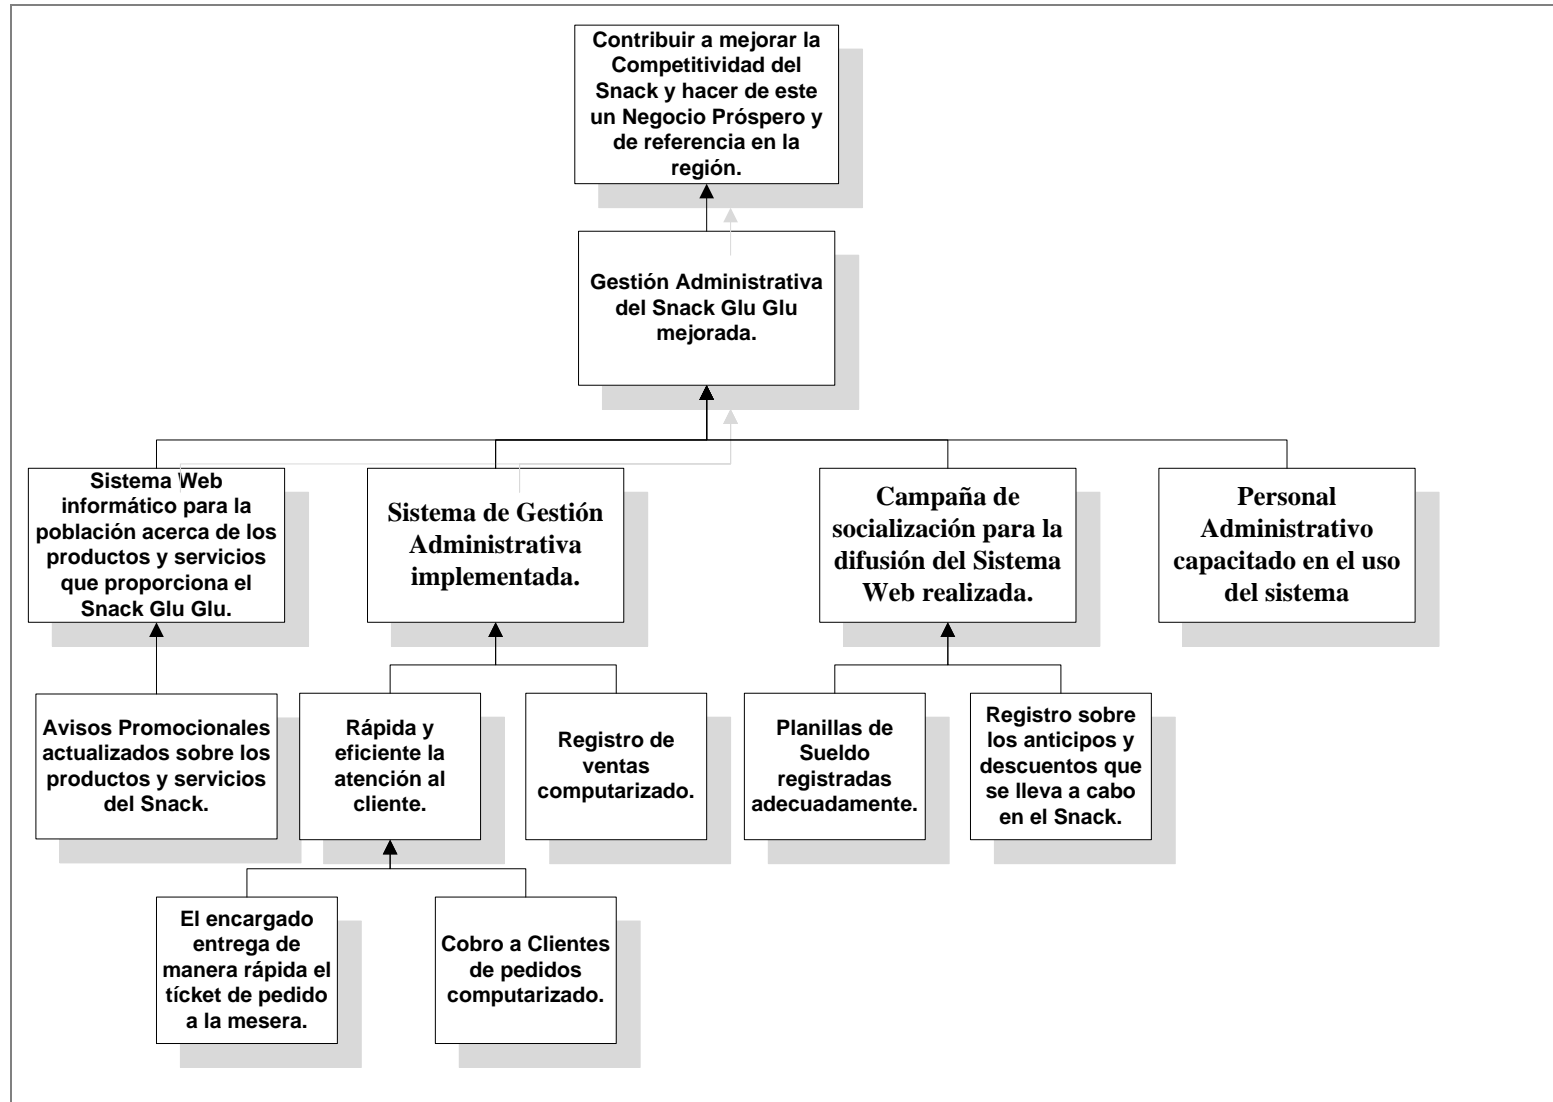 Contribuir a mejorar la
Competitividad del
Snack y hacer de este
un Negocio Próspero y
de referencia en la
región.
Gestión Administrativa
del Snack Glu Glu
mejorada.
Sistema Web
informático para la
población acerca de los
productos y servicios
que proporciona el
Snack Glu Glu.
Sistema de Gestión
Administrativa
implementada.
Campaña de
socialización para la
difusión del Sistema
Web realizada.
Personal
Administrativo
capacitado en el uso
del sistema
Avisos Promocionales
actualizados sobre los
productos y servicios
del Snack.
Rápida y
eficiente la
atención al
cliente.
Registro de
ventas
computarizado.
Planillas de
Sueldo
registradas
adecuadamente.
Registro sobre
los anticipos y
descuentos que
se lleva a cabo
en el Snack.
El encargado
entrega de
manera rápida el
tícket de pedido
a la mesera.
Cobro a Clientes
de pedidos
computarizado.